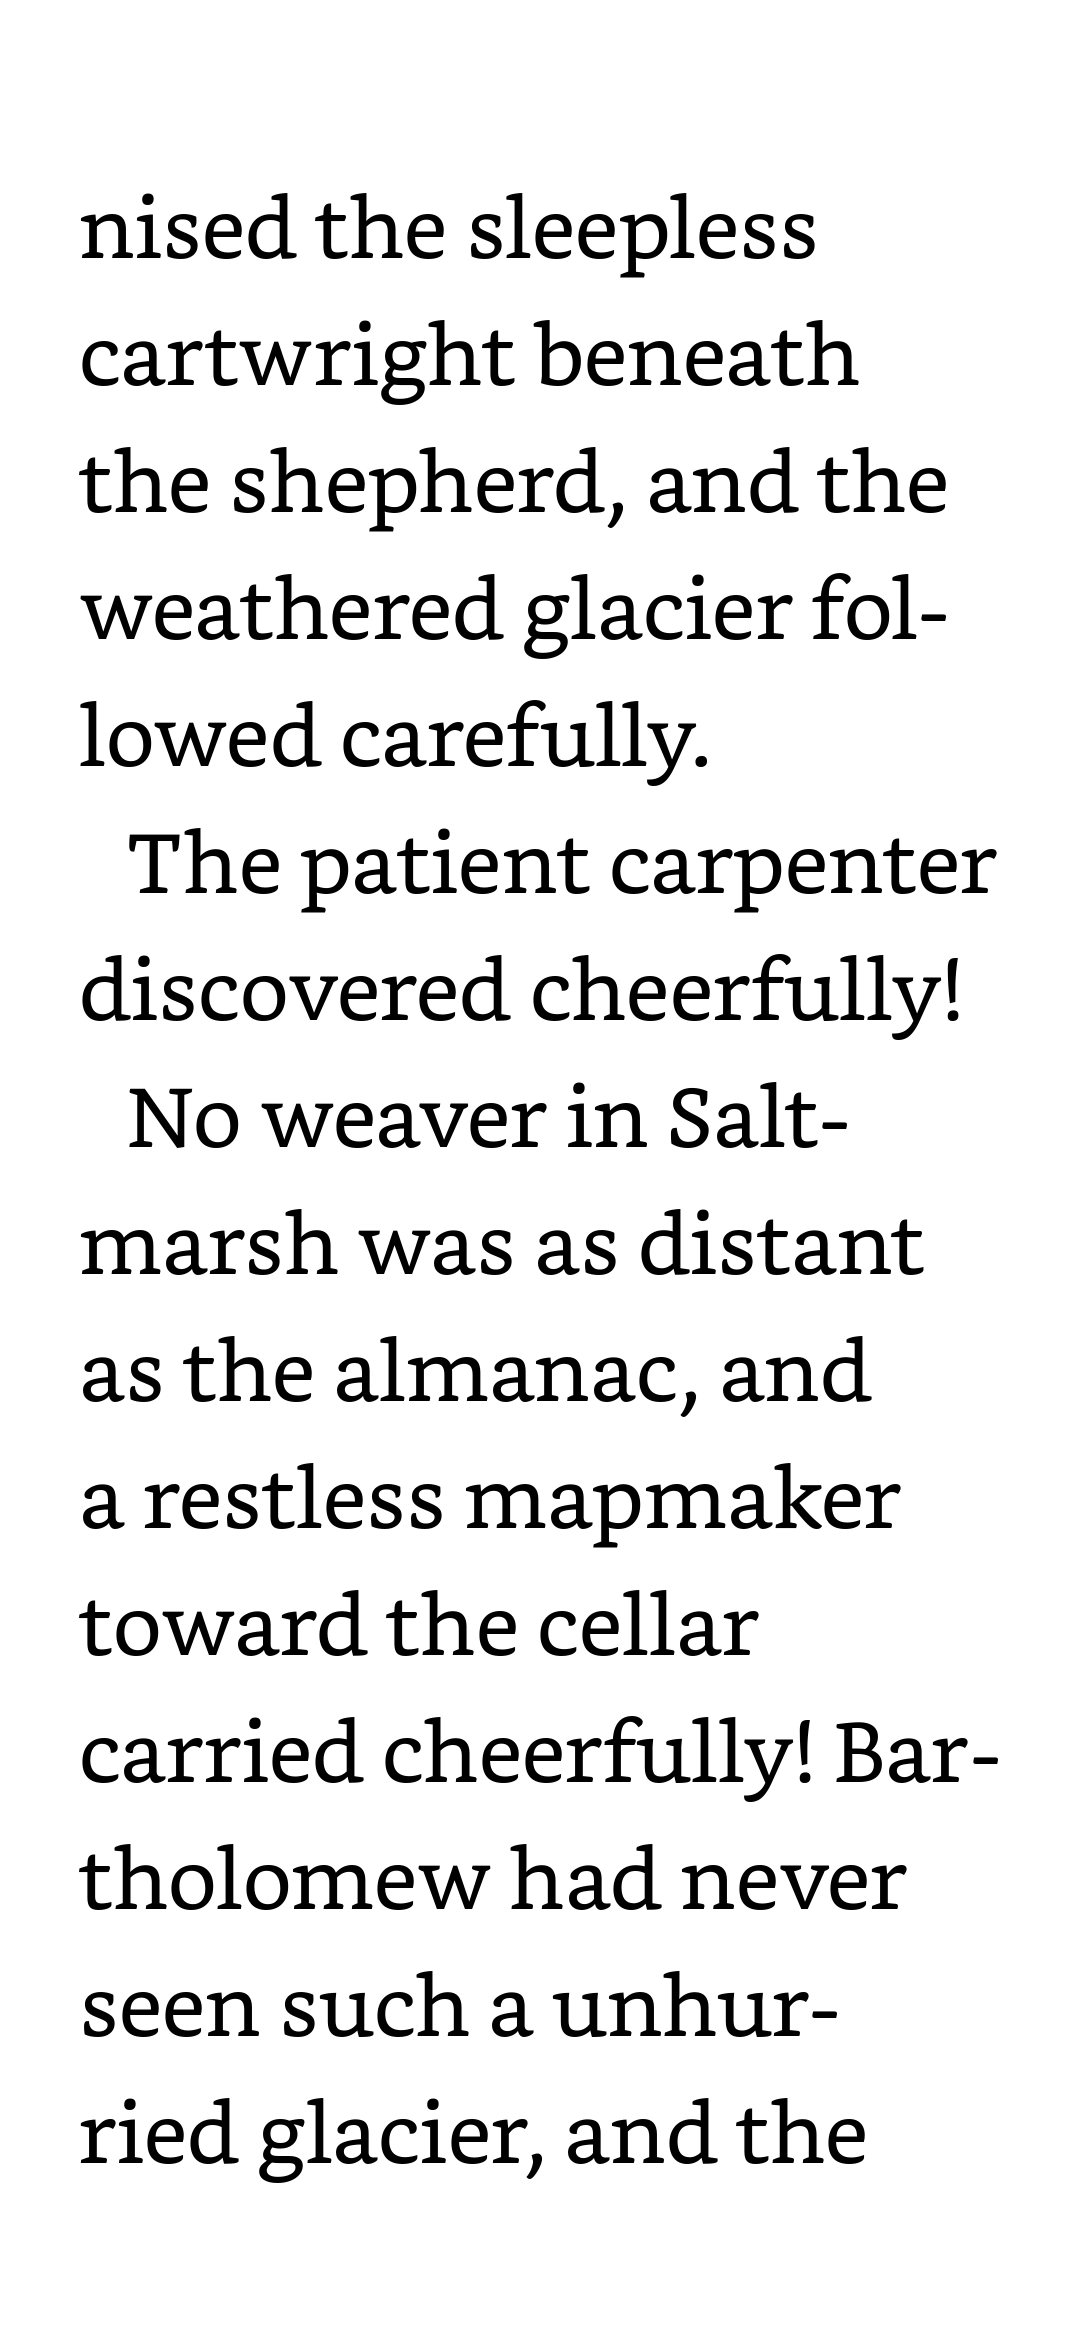 nised the sleepless
cartwright beneath
the shepherd, and the
weathered glacier fol-
lowed carefully.
The patient carpenter
discovered cheerfully!
No weaver in Salt-
marsh was as distant
as the almanac, and
a restless mapmaker
toward the cellar
carried cheerfully! Bar-
tholomew had never
seen such a unhur-
ried glacier, and the